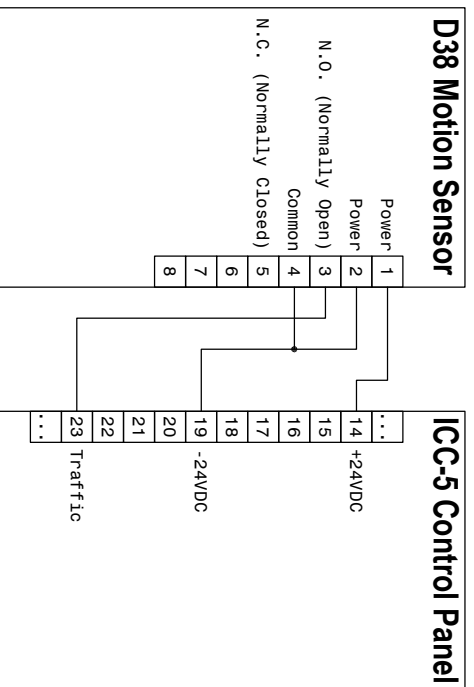 D38 Motion Sensor
Power
Power
N.O. (Normally Open)
Common
N.C. (Normally Closed)
1
2
3
4
5
6
7
8
ICC-5 Control Panel
...
14 +24VDC
15
16
17
18
19 -24VDC
20
21
22
23 Traffic
...